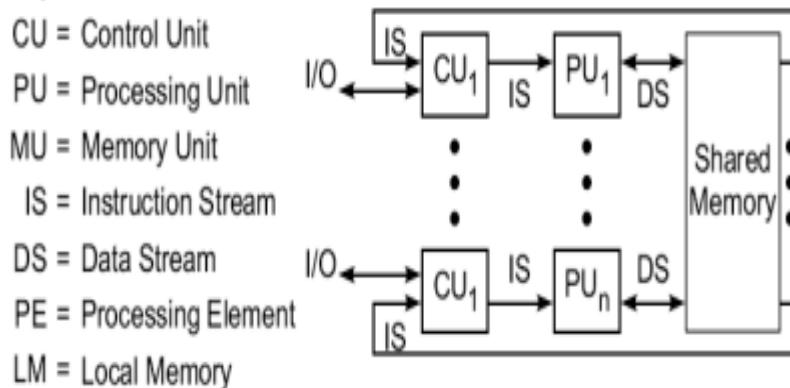 CU = Control Unit
PU = Processing Unit
MU = Memory Unit
IS = Instruction Stream
DS = Data Stream
PE = Processing Element
LM = Local Memory
IS
I/O
CU1
IS
PU1
DS
Shared
Memory
I/O
CU1
IS
PUn
DS
IS